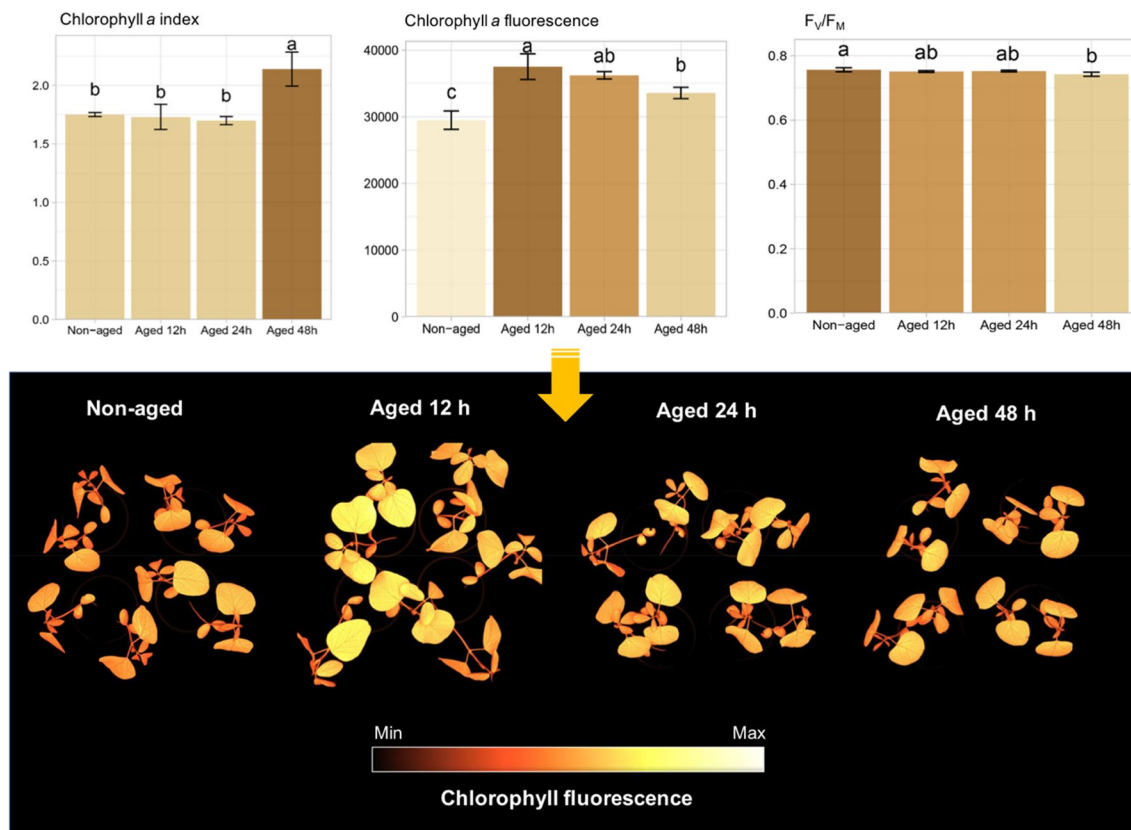 Chlorophyll a index
2.0
1.5
1.0
0.5
0.0
b
b
b
a
Non−aged
Aged 12h
Aged 24h
Aged 48h
Chlorophyll a fluorescence
40000
30000
20000
10000
0
c
a
ab
b
Non−aged
Aged 12h
Aged 24h
Aged 48h
FV/FM
0.8
0.6
0.4
0.2
0.0
a
ab
ab
b
Non−aged
Aged 12h
Aged 24h
Aged 48h
Non-aged
Aged 12 h
Aged 24 h
Aged 48 h
Min
Max
Chlorophyll fluorescence